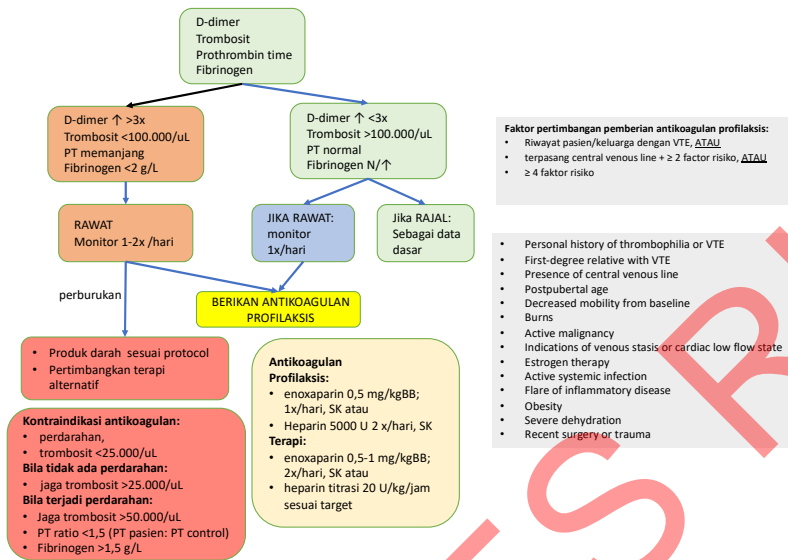 D-dimer
Trombosit
Prothrombin time
Fibrinogen
D-dimer ↑ >3x
Trombosit <100.000/uL
PT memanjang
Fibrinogen <2 g/L
D-dimer ↑ <3x
Trombosit >100.000/uL
PT normal
Fibrinogen N/↑
Faktor pertimbangan pemberian antikoagulan profilaksis:
• Riwayat pasien/keluarga dengan VTE, ATAU
• terpasang central venous line + ≥ 2 factor risiko, ATAU
• ≥ 4 faktor risiko
RAWAT
Monitor 1-2x /hari
JIKA RAWAT:
monitor
1x/hari
Jika RAJAL:
Sebagai data
dasar
perburukan
BERIKAN ANTIKOAGULAN
PROFILAKSIS
• Personal history of thrombophilia or VTE
• First-degree relative with VTE
• Presence of central venous line
• Postpubertal age
• Decreased mobility from baseline
• Burns
• Active malignancy
• Indications of venous stasis or cardiac low flow state
• Estrogen therapy
• Active systemic infection
• Flare of inflammatory disease
• Obesity
• Severe dehydration
• Recent surgery or trauma
• Produk darah sesuai protocol
• Pertimbangkan terapi
alternatif
Antikoagulan
Profilaksis:
• enoxaparin 0,5 mg/kgBB;
1x/hari, SK atau
• Heparin 5000 U 2 x/hari, SK
Terapi:
• enoxaparin 0,5-1 mg/kgBB;
2x/hari, SK atau
• heparin titrasi 20 U/kg/jam
sesuai target
Kontraindikasi antikoagulan:
• perdarahan,
• trombosit <25.000/uL
Bila tidak ada perdarahan:
• jaga trombosit >25.000/uL
Bila terjadi perdarahan:
• Jaga trombosit >50.000/uL
• PT ratio <1,5 (PT pasien: PT control)
• Fibrinogen >1,5 g/L